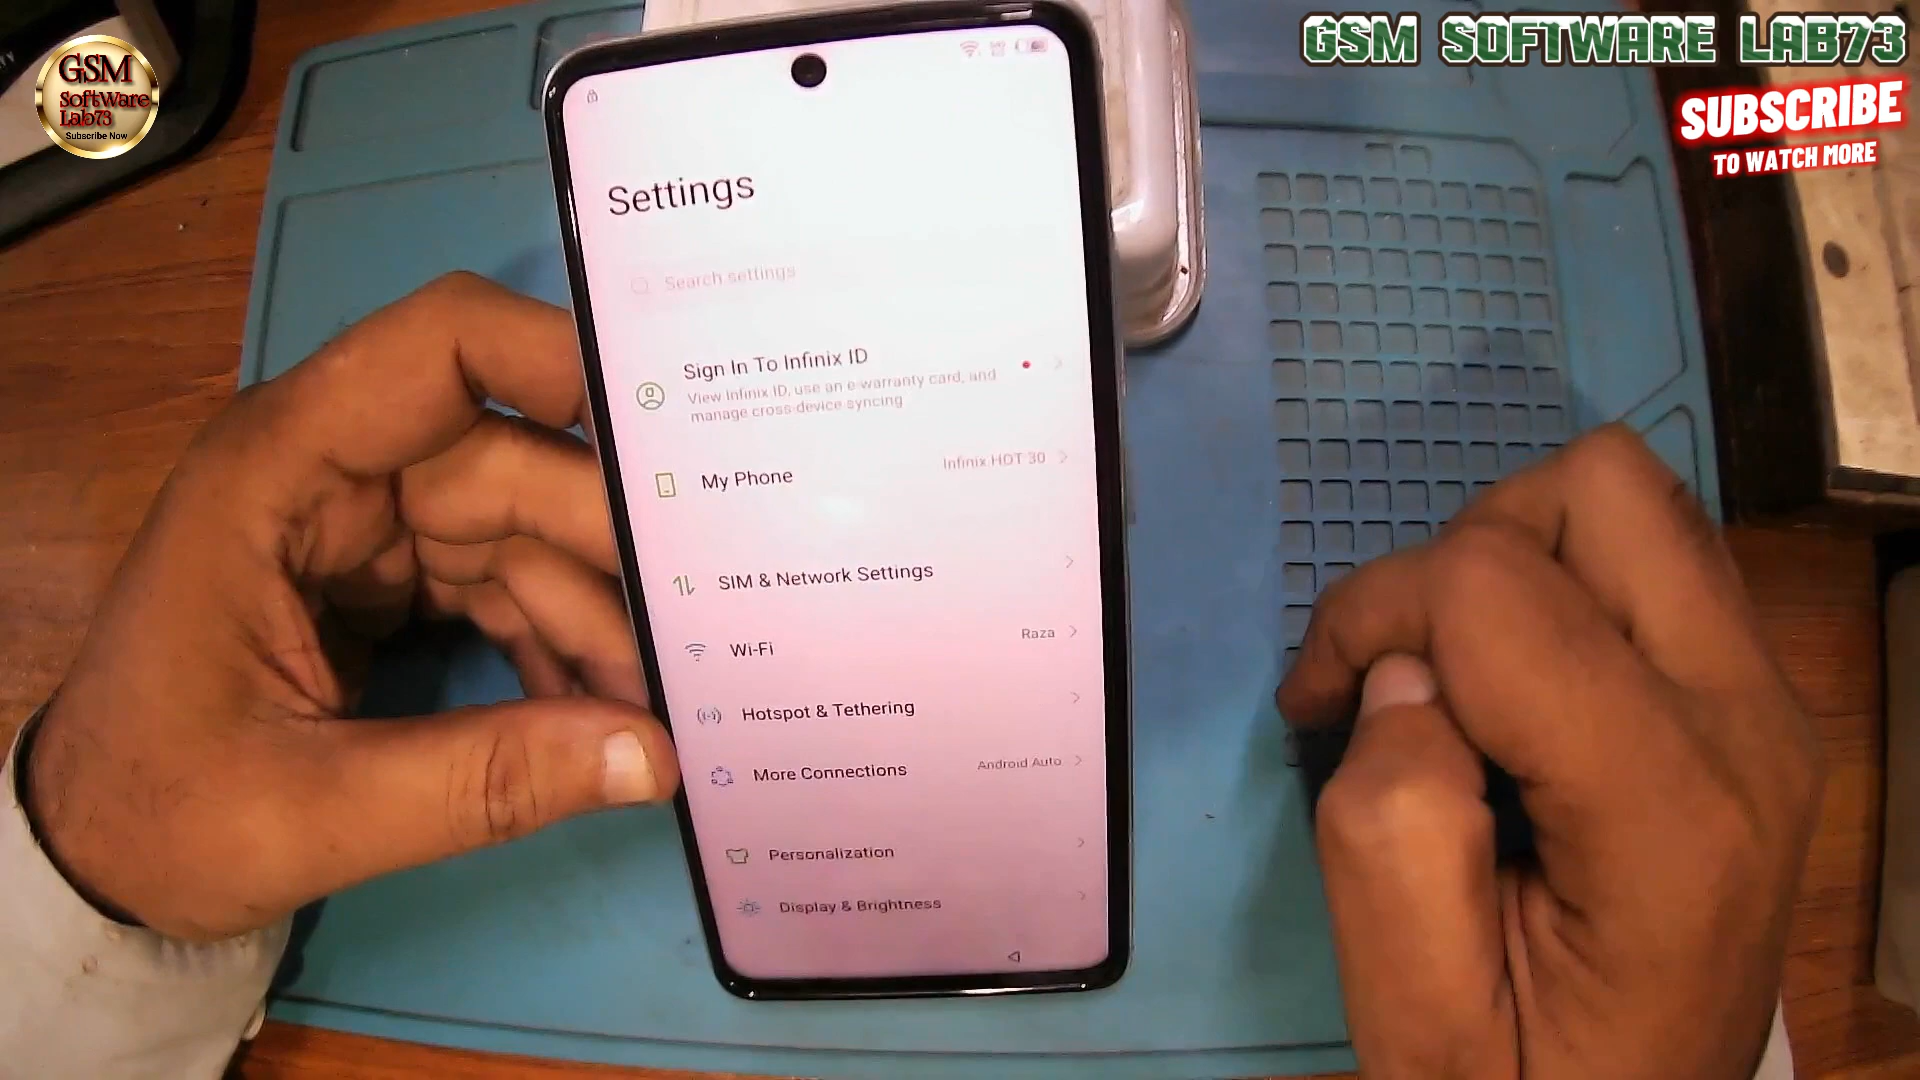 GSM
SoftWare
Lab73
Subscribe Now
GSM SOFTWARE LAB73
SUBSCRIBE
TO WATCH MORE
Settings
Search settings
Sign In To Infinix ID
View Infinix ID, use an e-warranty card, and
manage cross-device syncing
My Phone
Infinix HOT 30
SIM & Network Settings
Wi-Fi
Raza
Hotspot & Tethering
More Connections
Android Auto
Personalization
Display & Brightness